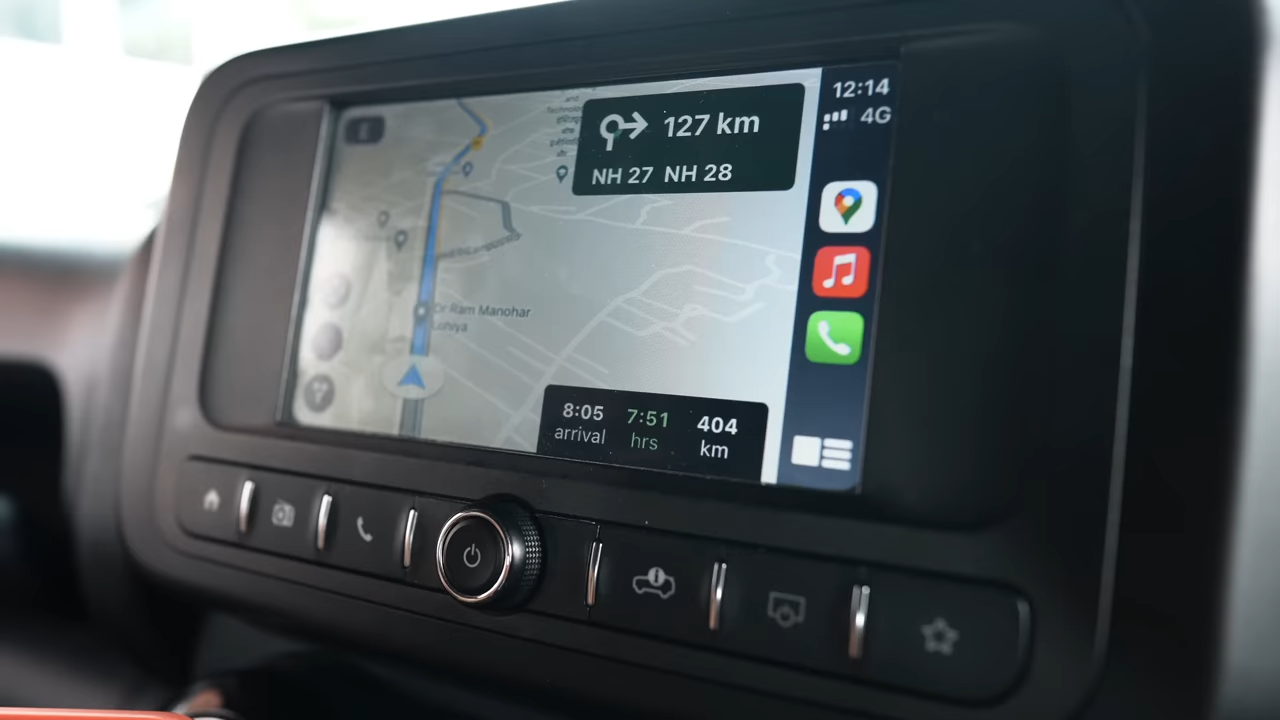 12:14
4G
127 km
NH 27 NH 28
and
Dr Ram Manohar
Lohiya
8:05
arrival
7:51
hrs
404
km